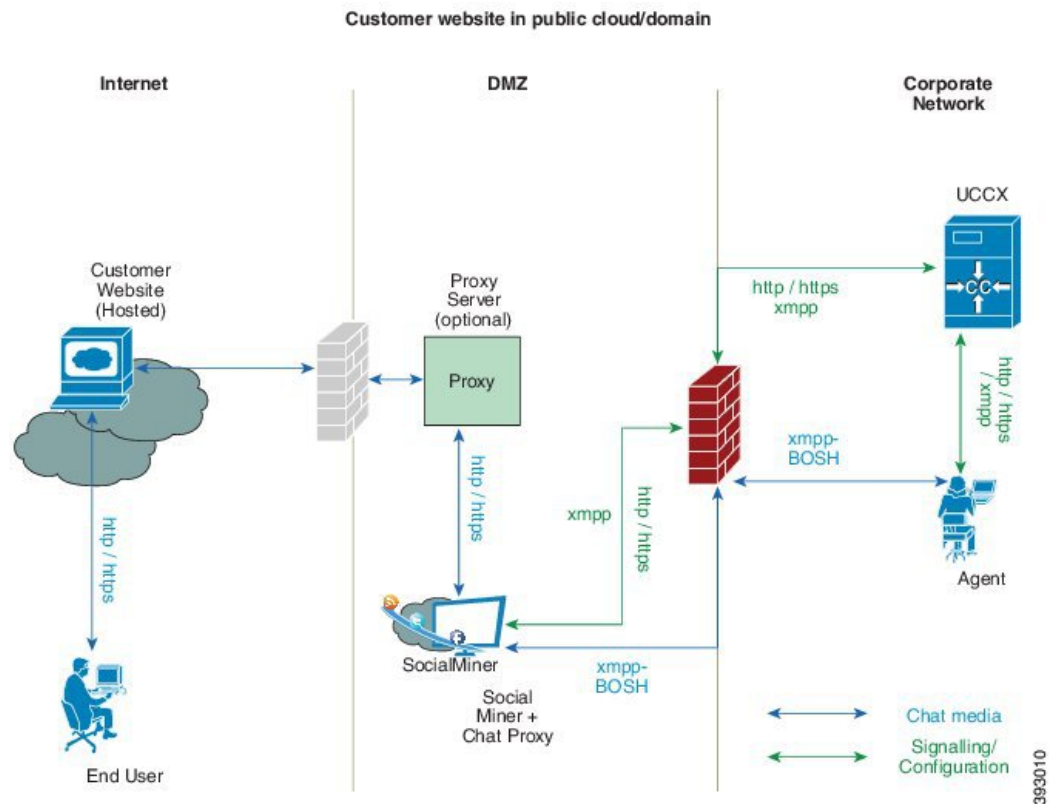 Customer website in public cloud/domain
Internet
DMZ
Corporate
Network
UCCX
CC
Customer
Website
(Hosted)
Proxy
Server
(optional)
Proxy
http / https
xmpp
http / https
/ xmpp
xmpp-
BOSH
http / https
http / https
xmpp
http / https
Agent
SocialMiner
xmpp-
BOSH
Social
Miner +
Chat Proxy
End User
Chat media
Signalling/
Configuration
393010